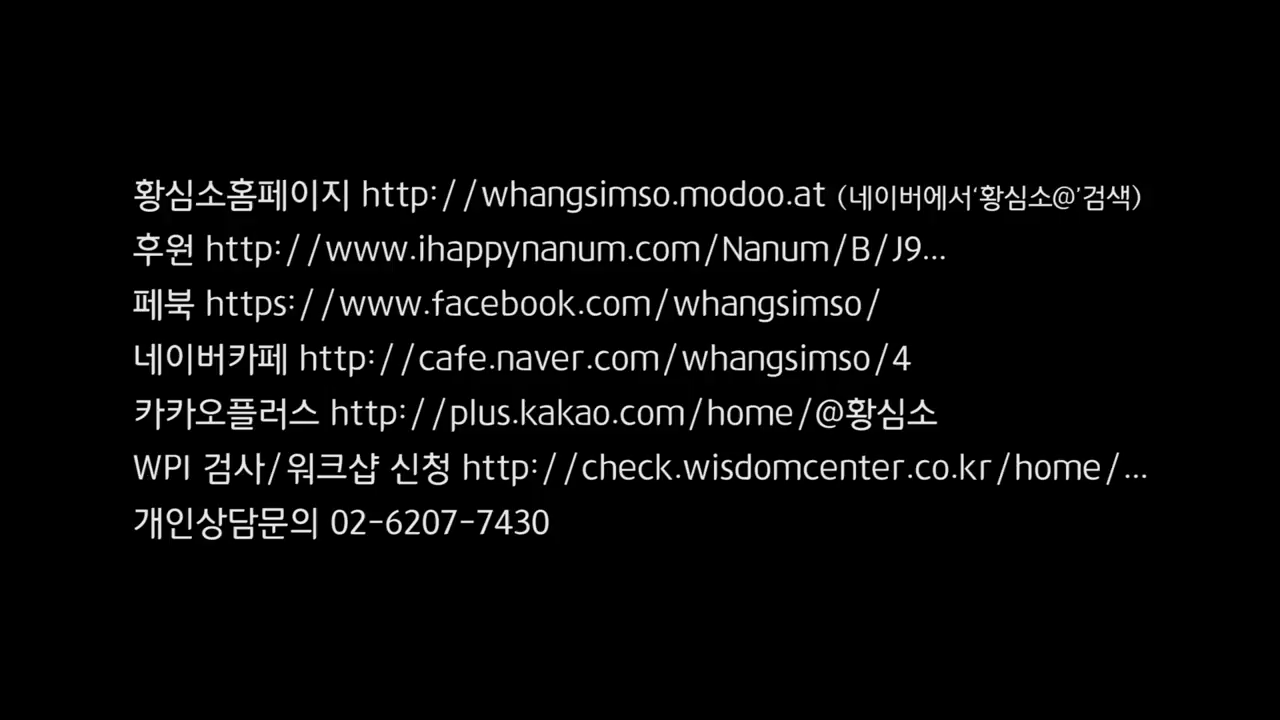 황심소홈페이지 http://whangsimso.modoo.at (네이버에서'황심소@'검색)
후원 http://www.ihappynanum.com/Nanum/B/J9...
페북 https://www.facebook.com/whangsimso/
네이버카페 http://cafe.naver.com/whangsimso/4
카카오플러스 http://plus.kakao.com/home/@황심소
WPI 검사/워크샵 신청 http://check.wisdomcenter.co.kr/home/...
개인상담문의 02-6207-7430